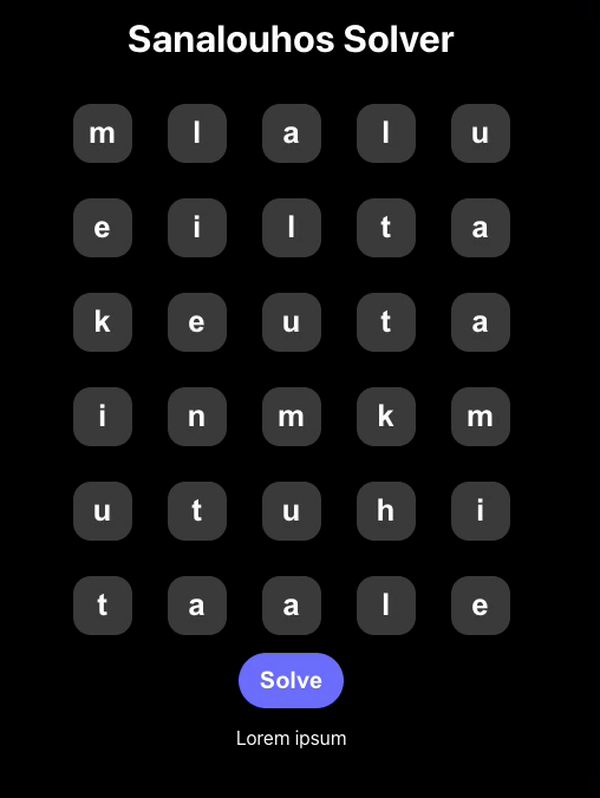 Sanalouhos Solver
m l a l u
e i l t a
k e u t a
i n m k m
u t u h i
t a a l e
Solve
Lorem ipsum